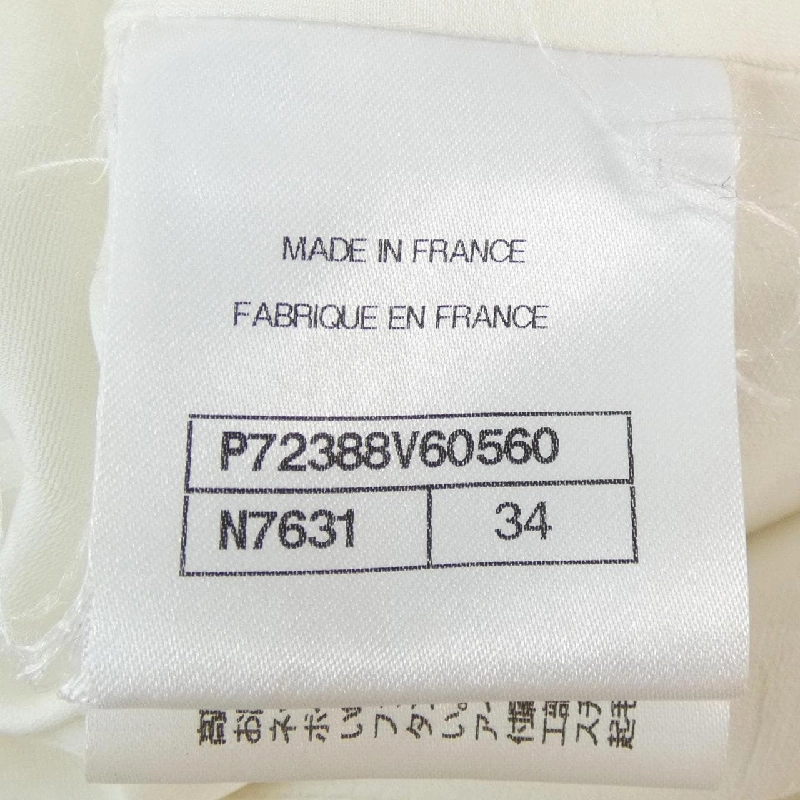 MADE IN FRANCE
FABRIQUE EN FRANCE
P72388V60560
N7631 34